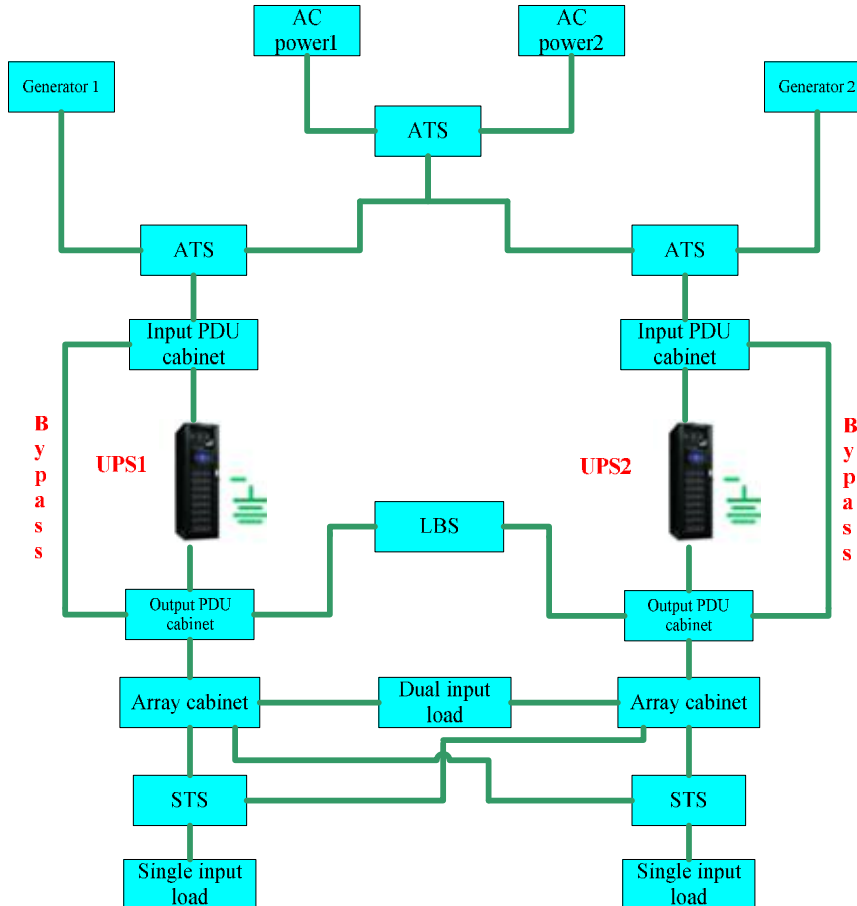 AC
power1
AC
power2
Generator 1
Generator 2
ATS
ATS
ATS
Input PDU
cabinet
Input PDU
cabinet
B
y
p
a
s
s
UPS1
UPS2
B
y
p
a
s
s
LBS
Output PDU
cabinet
Output PDU
cabinet
Array cabinet
Dual input
load
Array cabinet
STS
STS
Single input
load
Single input
load